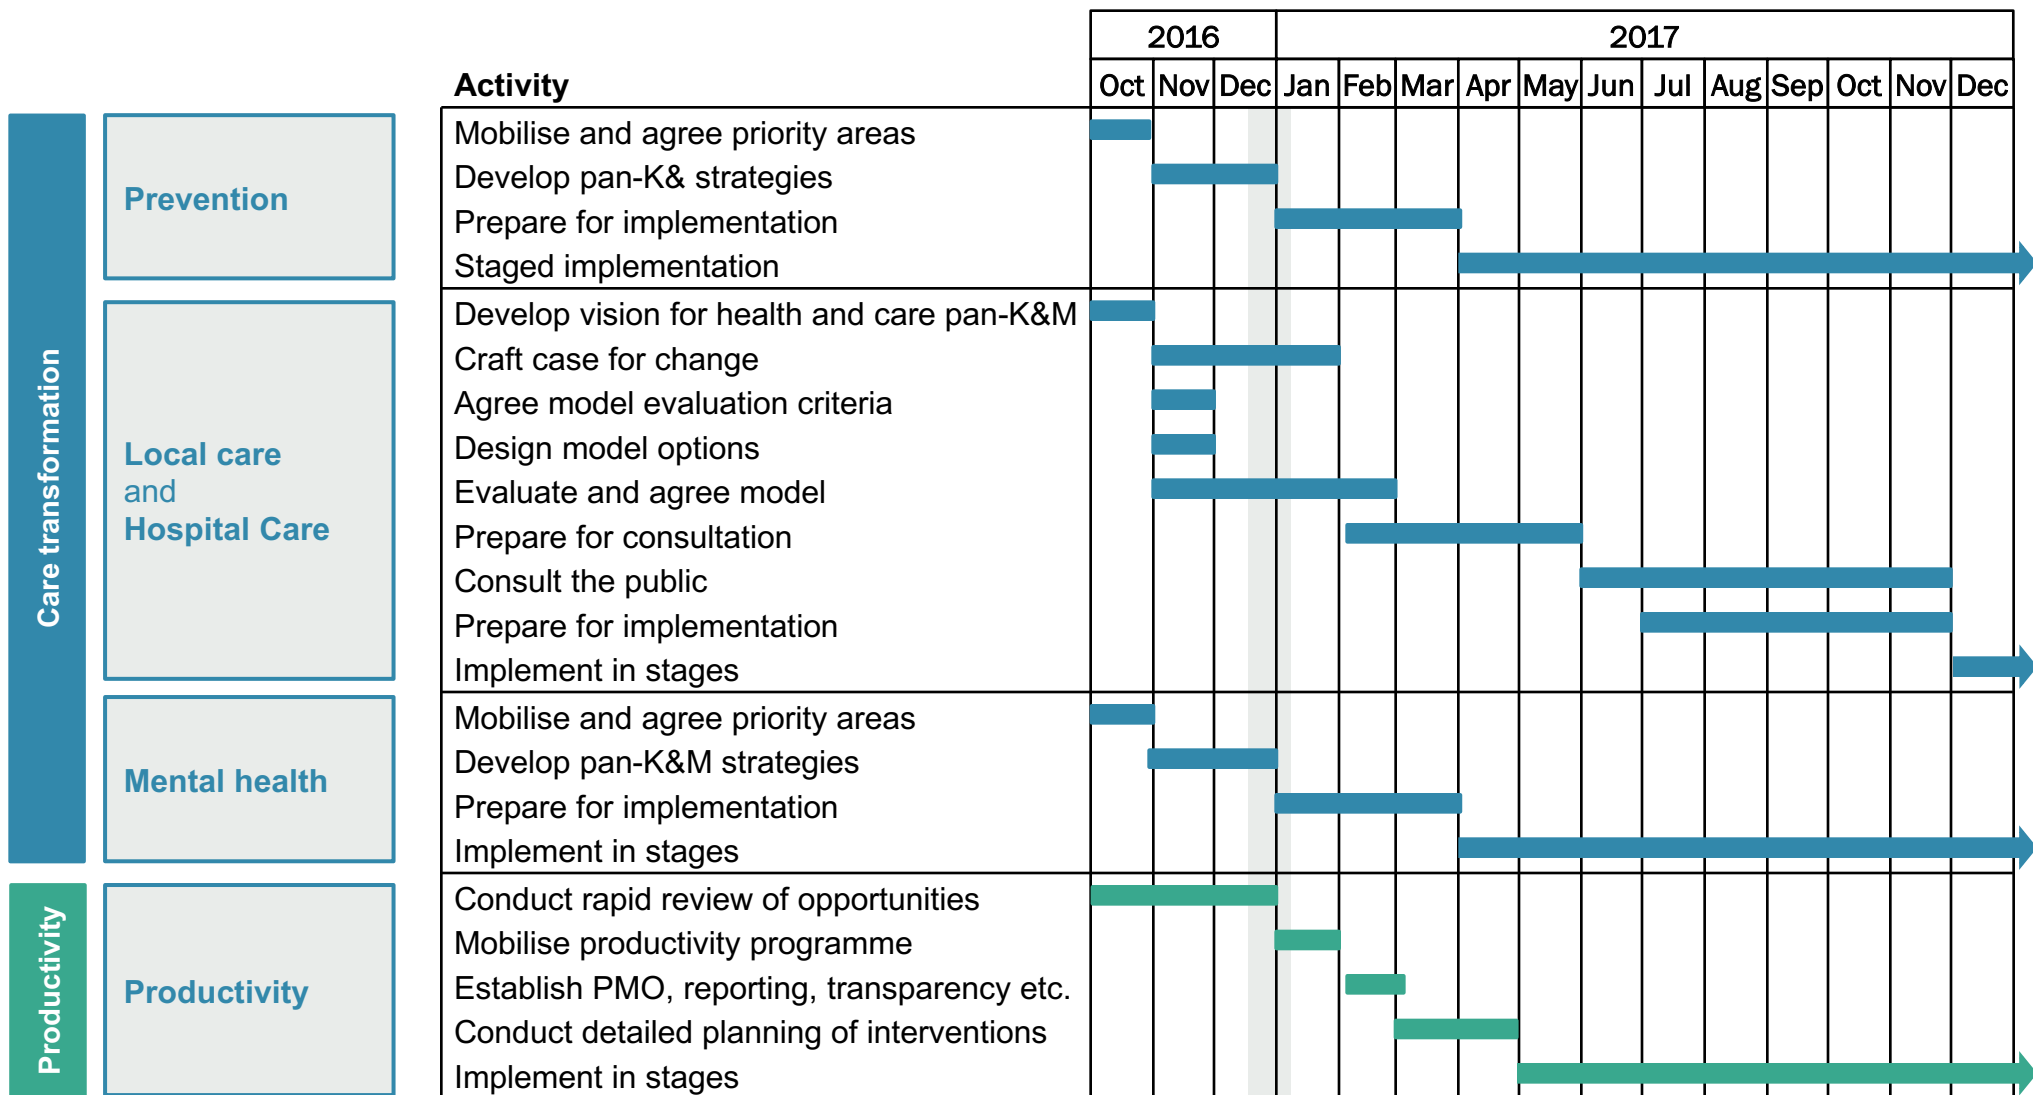 2016 2017
Activity Oct Nov Dec Jan Feb Mar Apr May Jun Jul Aug Sep Oct Nov Dec
Care transformation
Prevention
Mobilise and agree priority areas
Develop pan-K& strategies
Prepare for implementation
Staged implementation
Local care
and
Hospital Care
Develop vision for health and care pan-K&M
Craft case for change
Agree model evaluation criteria
Design model options
Evaluate and agree model
Prepare for consultation
Consult the public
Prepare for implementation
Implement in stages
Mental health
Mobilise and agree priority areas
Develop pan-K&M strategies
Prepare for implementation
Implement in stages
Productivity
Productivity
Conduct rapid review of opportunities
Mobilise productivity programme
Establish PMO, reporting, transparency etc.
Conduct detailed planning of interventions
Implement in stages